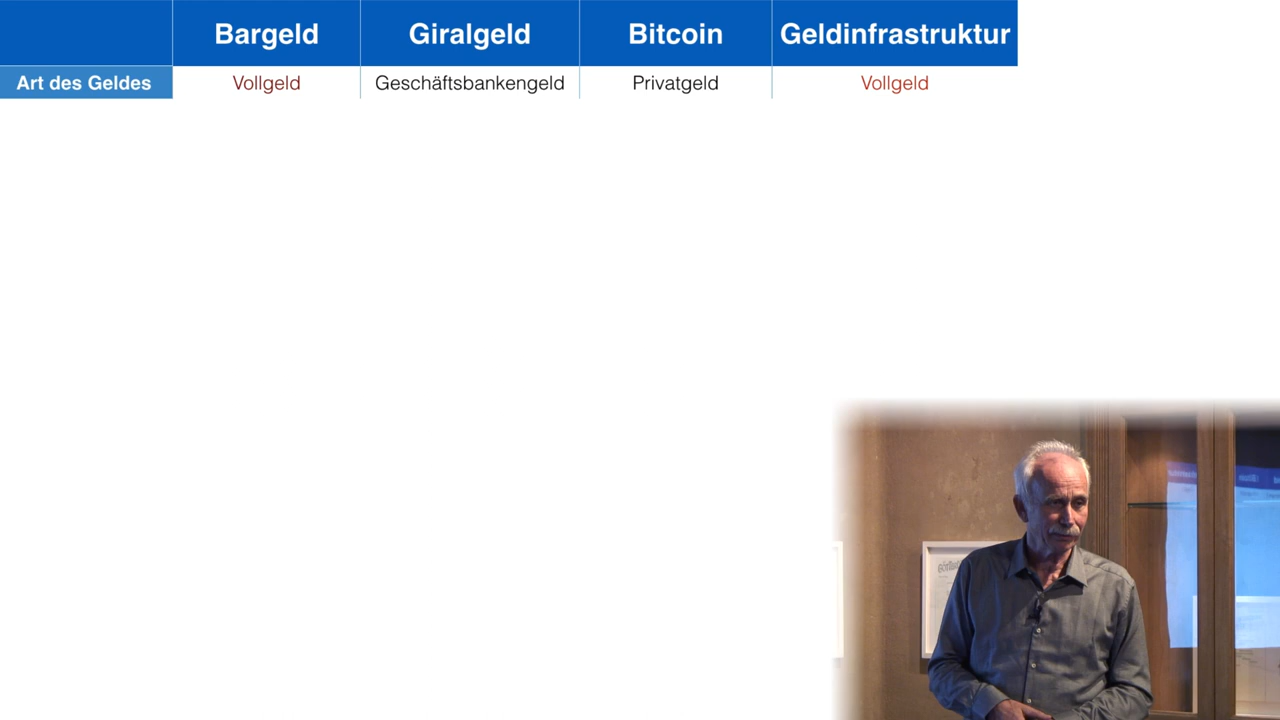 Bargeld Giralgeld Bitcoin Geldinfrastruktur
Art des Geldes Vollgeld Geschäftsbankengeld Privatgeld Vollgeld